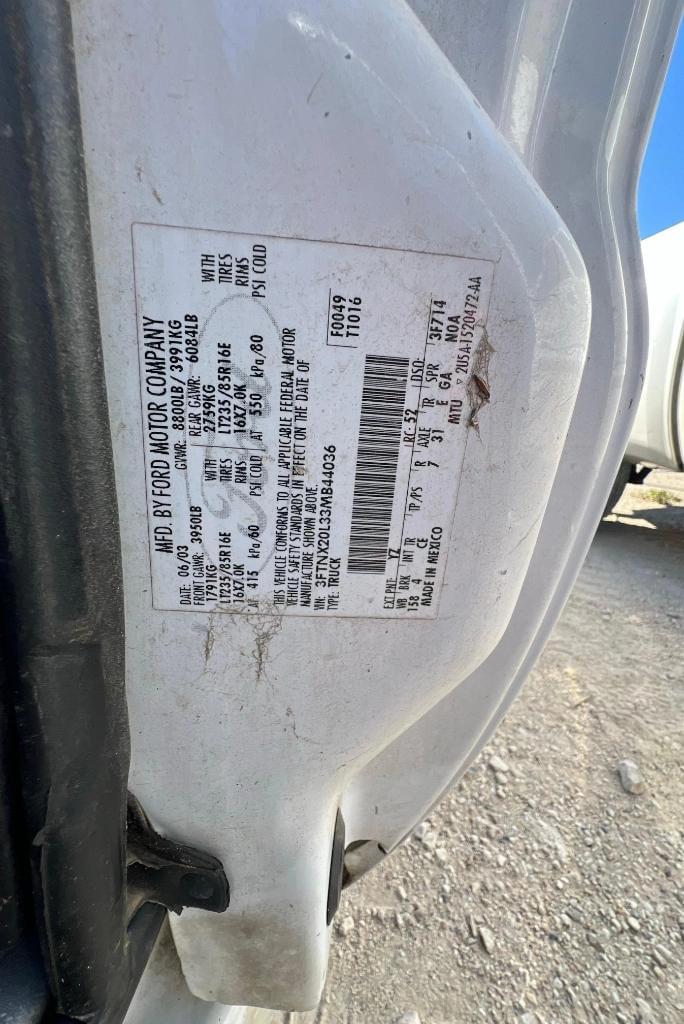 MFD. BY FORD MOTOR COMPANY
DATE: 06/03 GVWR: 8800LB/ 3991KG
FRONT GAWR: 3950LB REAR GAWR: 6084LB
1791KG WITH 2759KG WITH
LT235/85R16E TIRES LT235/85R16E TIRES
16X7.0K RIMS 16X7.0K RIMS
AT 415 kPa/60 PSI COLD AT 550 kPa/80 PSI COLD
THIS VEHICLE CONFORMS TO ALL APPLICABLE FEDERAL MOTOR
VEHICLE SAFETY STANDARDS IN EFFECT ON THE DATE OF
MANUFACTURE SHOWN ABOVE.
VIN: 3FTNX20L33MB44036 F0049
TYPE: TRUCK T1016
EXT PNT: YZ RC: 52 DSO:
WB BRK INT TR TP/PS R AXLE TR SPR 3F714
158 4 CE 7 31 E GA NOA
MADE IN MEXICO MTU 2U5A-1520472-AA
Ford